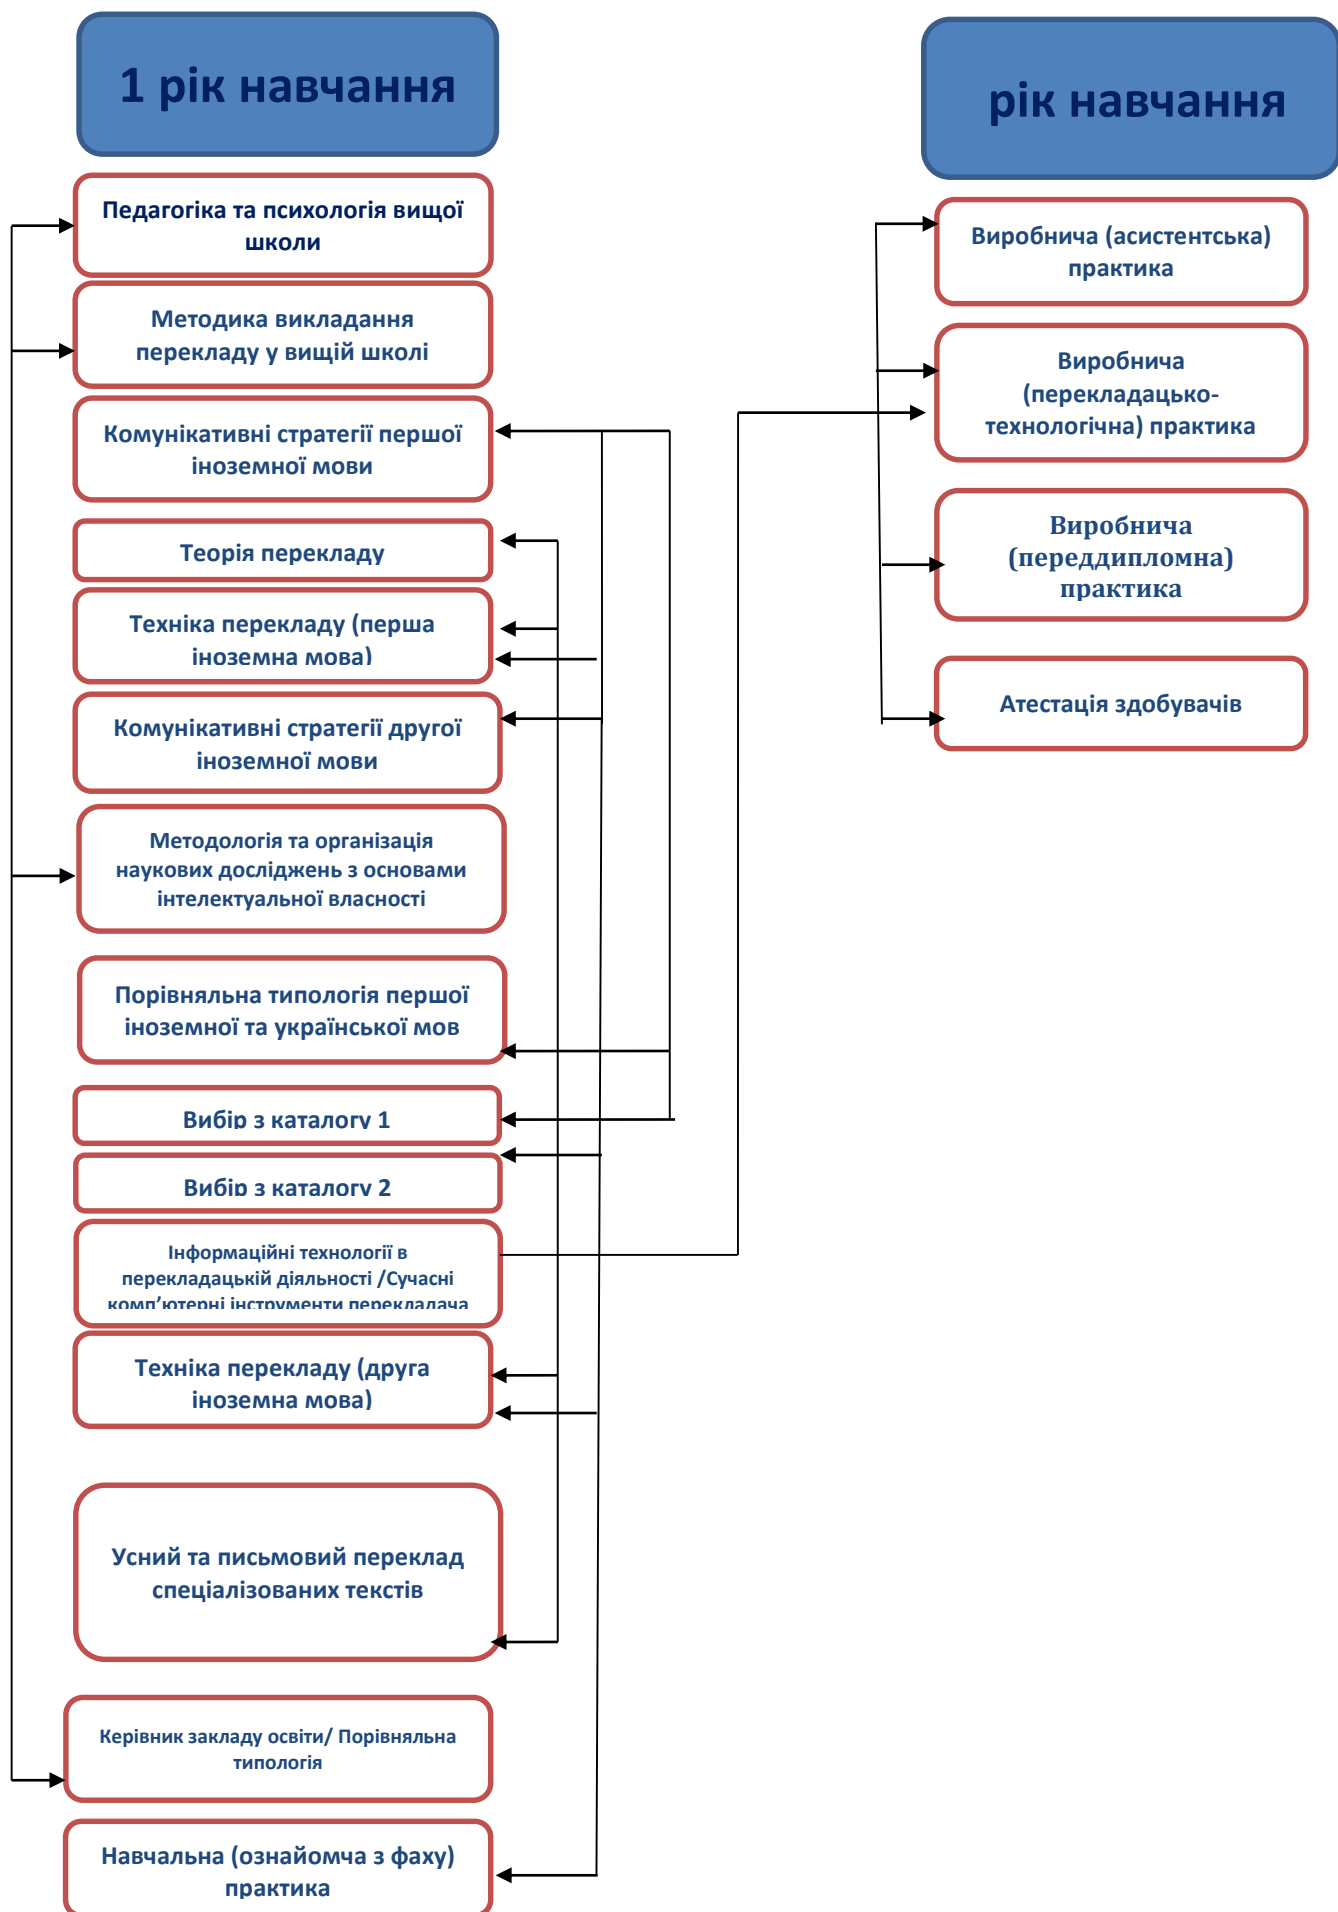 1 рік навчання
Педагогіка та психологія вищої
школи
Методика викладання
перекладу у вищій школі
Комунікативні стратегії першої
іноземної мови
Теорія перекладу
Техніка перекладу (перша
іноземна мова)
Комунікативні стратегії другої
іноземної мови
Методологія та організація
наукових досліджень з основами
інтелектуальної власності
Порівняльна типологія першої
іноземної та української мов
Вибір з каталогу 1
Вибір з каталогу 2
Інформаційні технології в
перекладацькій діяльності /Сучасні
комп’ютерні інструменти перекладача
Техніка перекладу (друга
іноземна мова)
Усний та письмовий переклад
спеціалізованих текстів
Керівник закладу освіти/ Порівняльна
типологія
Навчальна (ознайомча з фаху)
практика
рік навчання
Виробнича (асистентська)
практика
Виробнича
(перекладацько-
технологічна) практика
Виробнича
(переддипломна)
практика
Атестація здобувачів